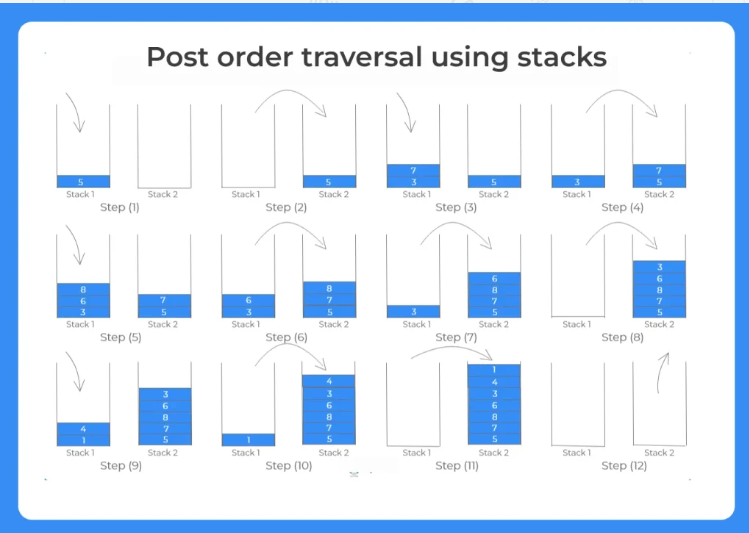 Post order traversal using stacks
5
Stack 1 Stack 2
Step (1)
5
Stack 1 Stack 2
Step (2)
7
3 5
Stack 1 Stack 2
Step (3)
7
3 5
Stack 1 Stack 2
Step (4)
8
6 7
3 5
Stack 1 Stack 2
Step (5)
8
6 7
3 5
Stack 1 Stack 2
Step (6)
6
8
7
3 5
Stack 1 Stack 2
Step (7)
3
6
8
7
5
Stack 1 Stack 2
Step (8)
3
6
8
4 7
1 5
Stack 1 Stack 2
Step (9)
4
3
6
8
7
1 5
Stack 1 Stack 2
Step (10)
1
4
3
6
8
7
5
Stack 1 Stack 2
Step (11)
Stack 1 Stack 2
Step (12)